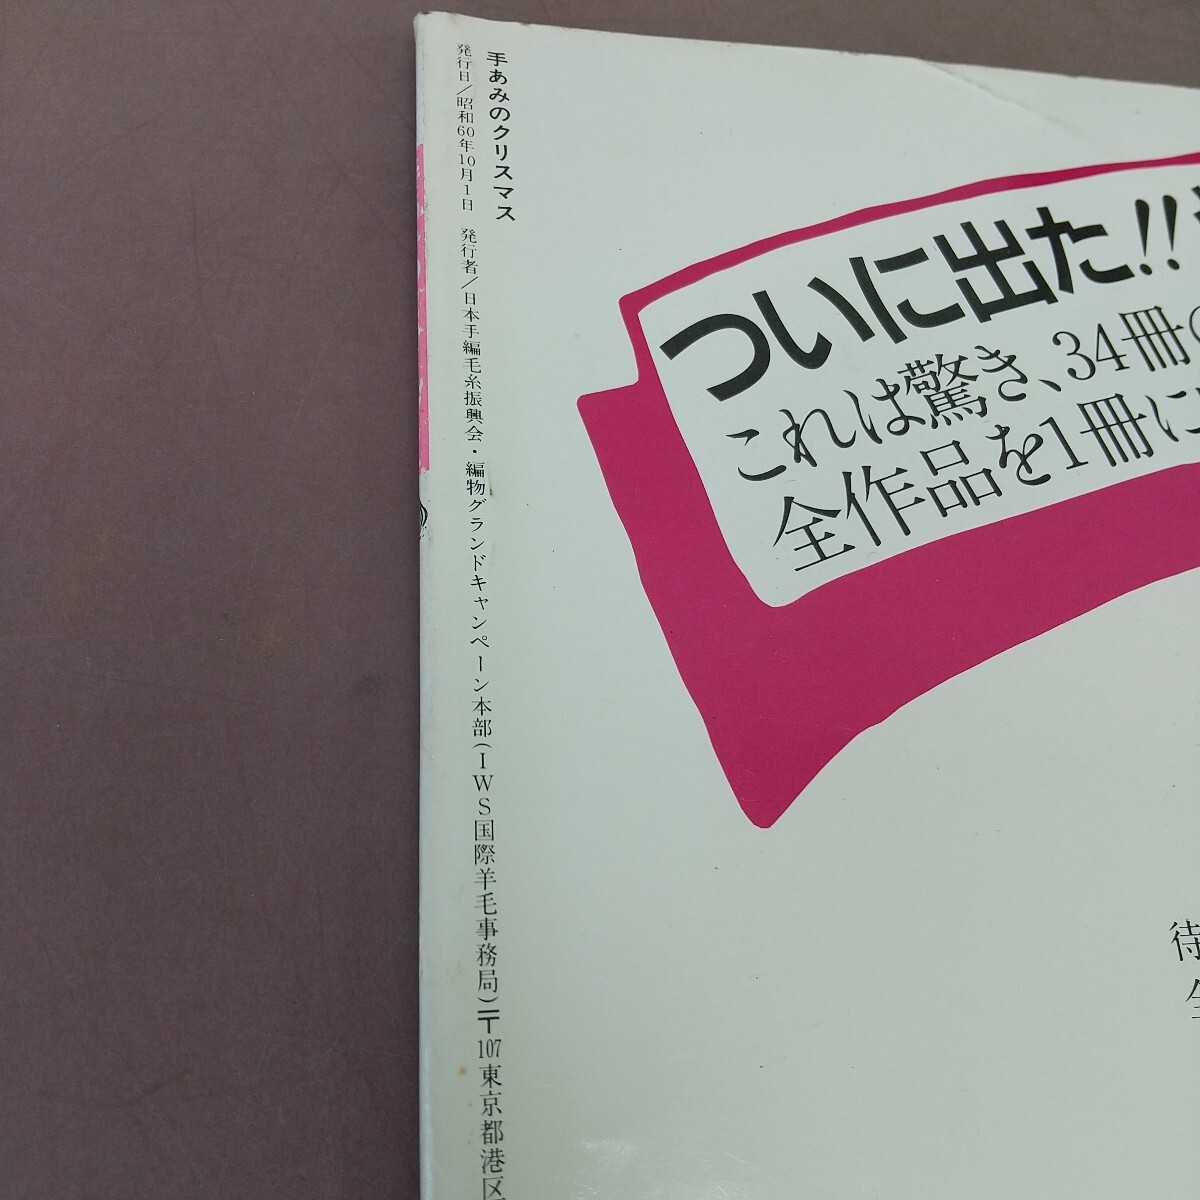 手あみのクリスマス
発行日/昭和60年10月1日 発行者/日本手編毛糸振興会・編物グランドキャンペーン本部(IWS国際羊毛事務局)〒107東京都港区
ついに出た!!
これは驚き、34冊の
全作品を1冊に
待